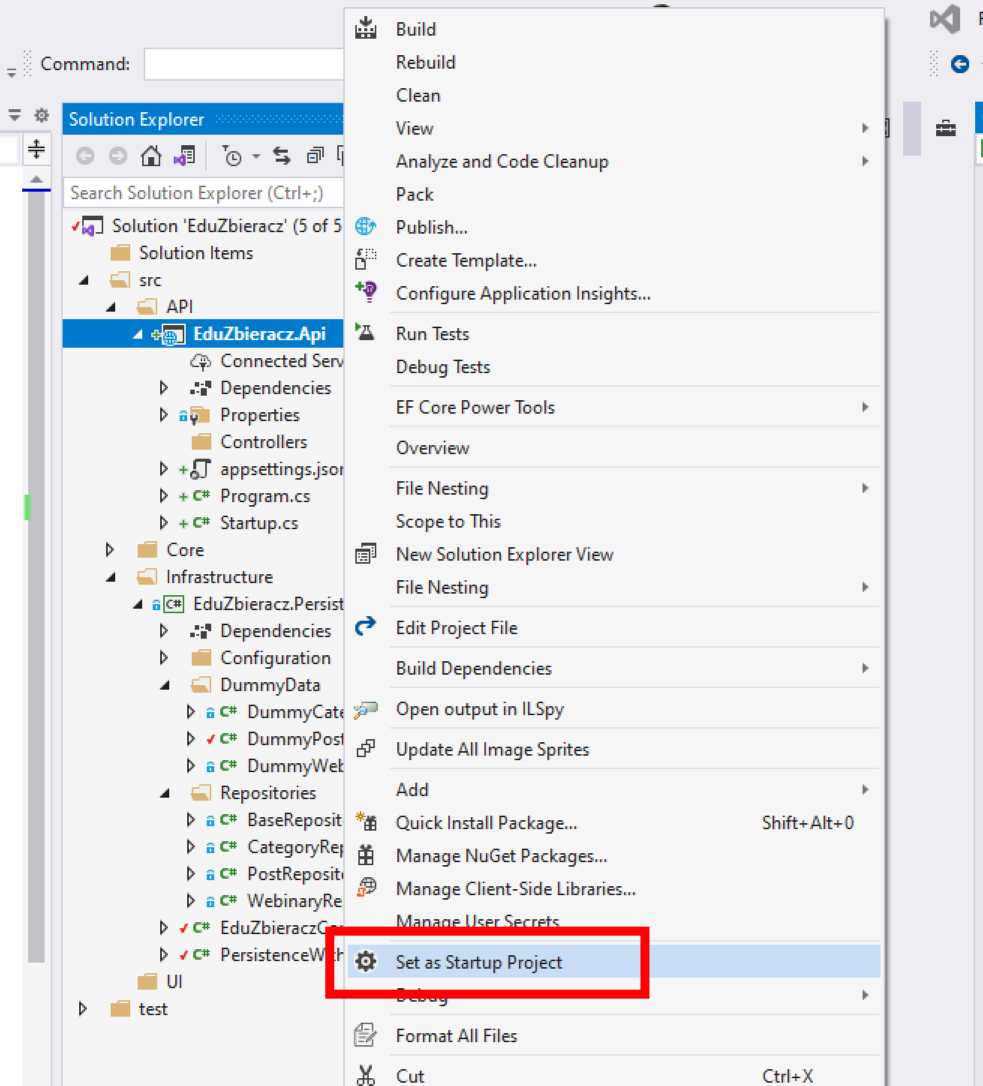 Command:
Solution Explorer
Search Solution Explorer (Ctrl+;)
Solution 'EduZbieracz' (5 of 5
Solution Items
src
API
EduZbieracz.Api
Connected Serv
Dependencies
Properties
Controllers
appsettings.json
Program.cs
Startup.cs
Core
Infrastructure
EduZbieracz.Persist
Dependencies
Configuration
DummyData
DummyCate
DummyPost
DummyWeb
Repositories
BaseReposit
CategoryRep
PostReposito
WebinaryRe
EduZbieraczCo
PersistenceWith
UI
test
Build
Rebuild
Clean
View
Analyze and Code Cleanup
Pack
Publish...
Create Template...
Configure Application Insights...
Run Tests
Debug Tests
EF Core Power Tools
Overview
File Nesting
Scope to This
New Solution Explorer View
File Nesting
Edit Project File
Build Dependencies
Open output in ILSpy
Update All Image Sprites
Add
Quick Install Package... Shift+Alt+0
Manage NuGet Packages...
Manage Client-Side Libraries...
Manage User Secrets
Set as Startup Project
Debug
Format All Files
Cut Ctrl+X